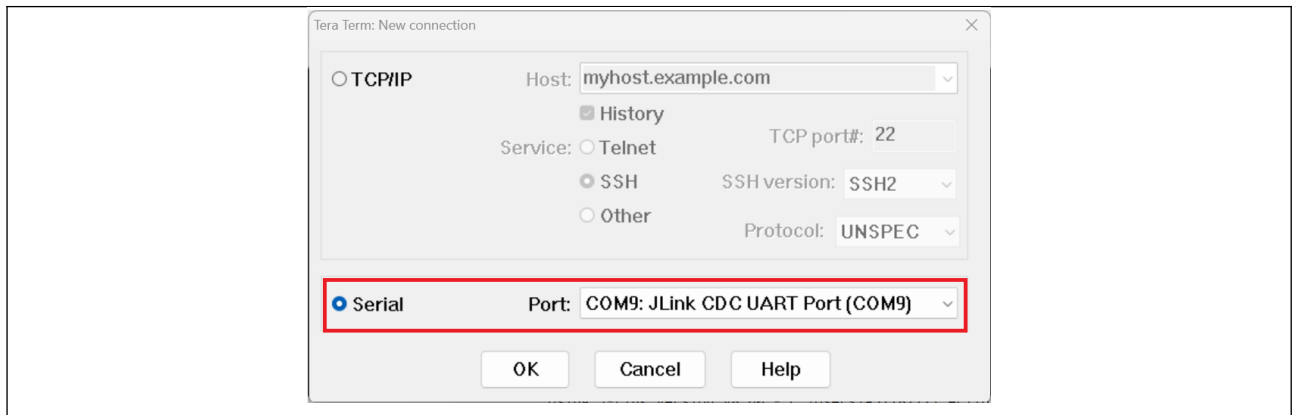 Tera Term: New connection
TCP/IP Host: myhost.example.com
History
Service: Telnet TCP port#: 22
SSH SSH version: SSH2
Other Protocol: UNSPEC
Serial Port: COM9: JLink CDC UART Port (COM9)
OK Cancel Help